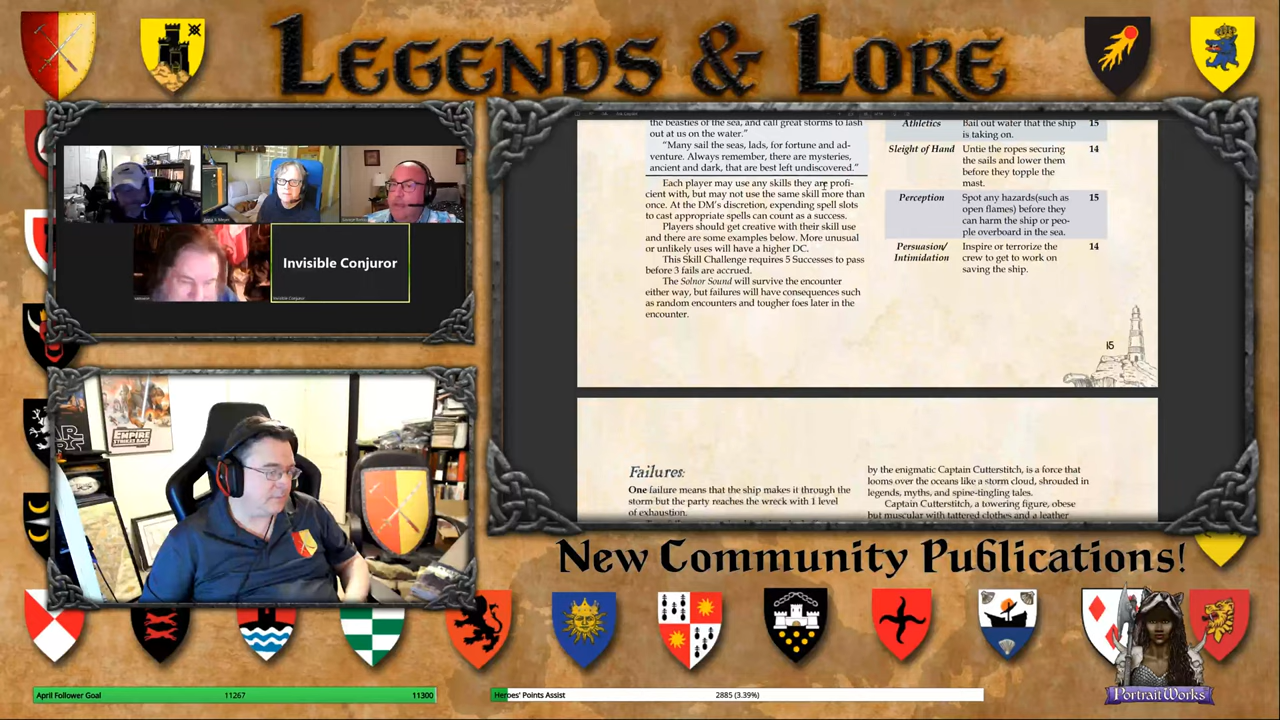 LEGENDS & LORE
Invisible Conjuror
Invisible Conjuror
EMPIRE
STRIKES BACK
the beasties of the sea, and call great storms to lash
out at us on the water."
"Many sail the seas, lads, for fortune and ad-
venture. Always remember, there are mysteries,
ancient and dark, that are best left undiscovered."
Each player may use any skills they are profi-
cient with, but may not use the same skill more than
once. At the DM's discretion, expending spell slots
to cast appropriate spells can count as a success.
Players should get creative with their skill use
and there are some examples below. More unusual
or unlikely uses will have a higher DC.
This Skill Challenge requires 5 Successes to pass
before 3 fails are accrued.
The Solnor Sound will survive the encounter
either way, but failures will have consequences such
as random encounters and tougher foes later in the
encounter.
Athletics Bail out water that the ship 15
is taking on.
Sleight of Hand Untie the ropes securing 14
the sails and lower them
before they topple the
mast.
Perception Spot any hazards(such as 15
open flames) before they
can harm the ship or peo-
ple overboard in the sea.
Persuasion/ Inspire or terrorize the 14
Intimidation crew to get to work on
saving the ship.
15
Failures:
One failure means that the ship makes it through the
storm but the party reaches the wreck with 1 level
of exhaustion.
by the enigmatic Captain Cutterstitch, is a force that
looms over the oceans like a storm cloud, shrouded in
legends, myths, and spine-tingling tales.
Captain Cutterstitch, a towering figure, obese
but muscular with tattered clothes and a leather
New Community Publications!
PortraitWorks
April Follower Goal 11267 11300
Heroes' Points Assist 2885 (3.39%)